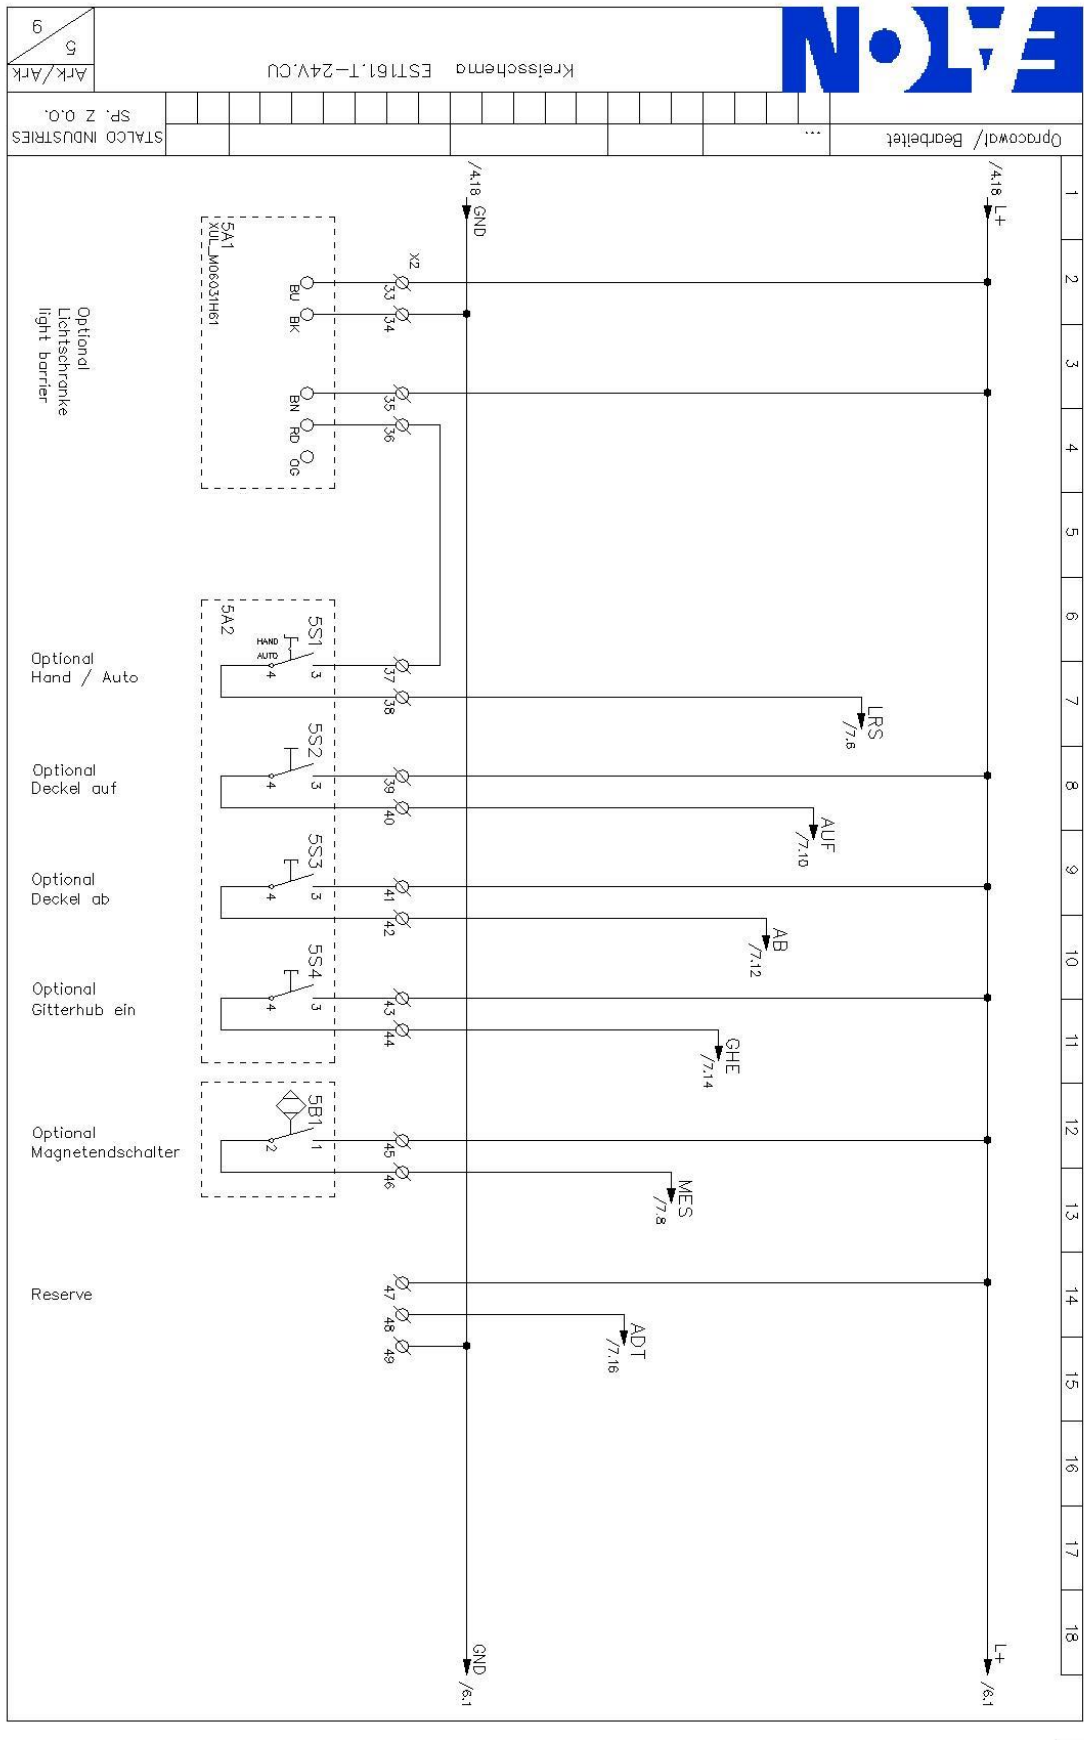 EATON
Kreisschema EST161.T-24V.CU
Ark/Ark
5
9
STALCO INDUSTRIES
SP. Z O.O.
Opracował/ Bearbeitet
...
1
2
3
4
5
6
7
8
9
10
11
12
13
14
15
16
17
18
/4.18 L+
/4.18 GND
5A1
XUL_M06031H61
X2
BU
33
BK
34
BN
35
RD
36
OG
Optional
Lichtschranke
light barrier
5A2
5S1
HAND
AUTO
4
3
37
38
LRS
/7.6
Optional
Hand / Auto
5S2
4
3
39
40
AUF
/7.10
Optional
Deckel auf
5S3
4
3
41
42
AB
/7.12
Optional
Deckel ab
5S4
4
3
43
44
GHE
/7.14
Optional
Gitterhub ein
5B1
2
1
45
46
MES
/7.8
Optional
Magnetendschalter
47
48
49
ADT
/7.16
Reserve
GND
/6.1
L+
/6.1